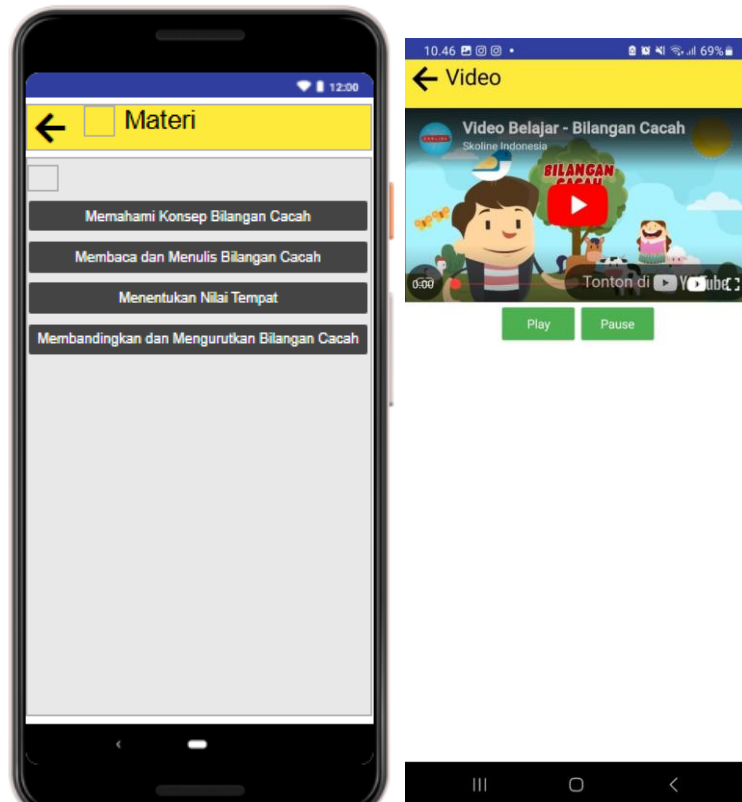 12:00
Materi
Memahami Konsep Bilangan Cacah
Membaca dan Menulis Bilangan Cacah
Menentukan Nilai Tempat
Membandingkan dan Mengurutkan Bilangan Cacah
10.46
69%
Video
Video Belajar - Bilangan Cacah
Skoline Indonesia
BILANGAN
CACAH
0:00
Tonton di YouTube
Play
Pause